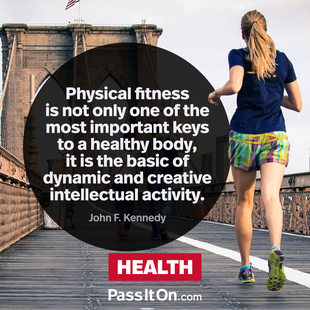 Physical fitness
is not only one of the
most important keys
to a healthy body,
it is the basic of
dynamic and creative
intellectual activity.
John F. Kennedy
HEALTH
PassItOn.com